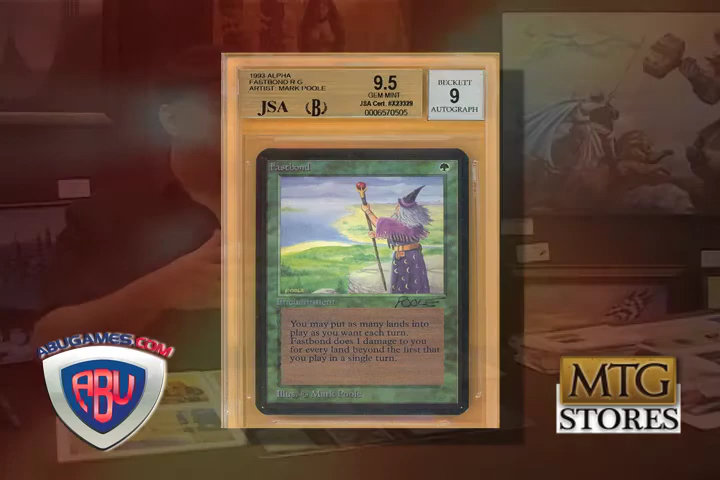 1993 ALPHA
FASTBOND R:G
ARTIST: MARK POOLE
JSA
B
9.5
GEM MINT
JSA Cert. #X23329
0006570505
BECKETT
9
AUTOGRAPH
Fastbond
POOLE
POOLE
Enchantment
You may put as many lands into
play as you want each turn.
Fastbond does 1 damage to you
for every land beyond the first that
you play in a single turn.
Illus. © Mark Poole
ABUGAMES.COM
ABU
MTG
STORES